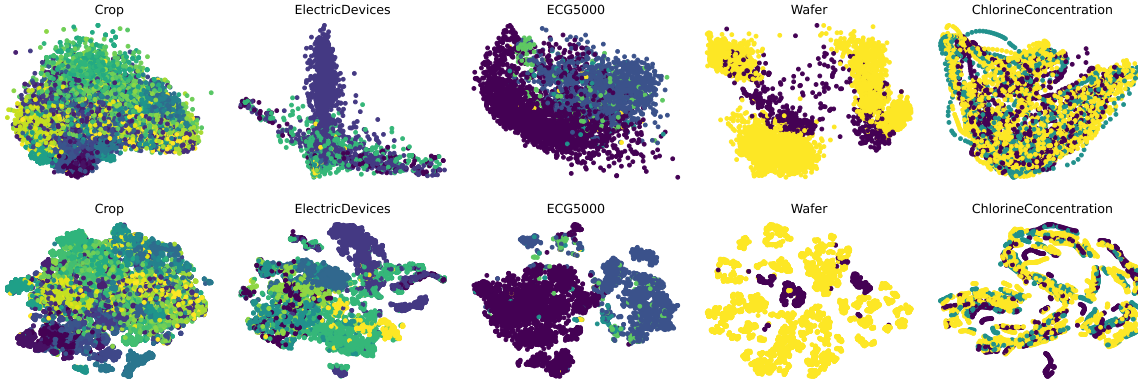 Crop
ElectricDevices
ECG5000
Wafer
ChlorineConcentration
Crop
ElectricDevices
ECG5000
Wafer
ChlorineConcentration